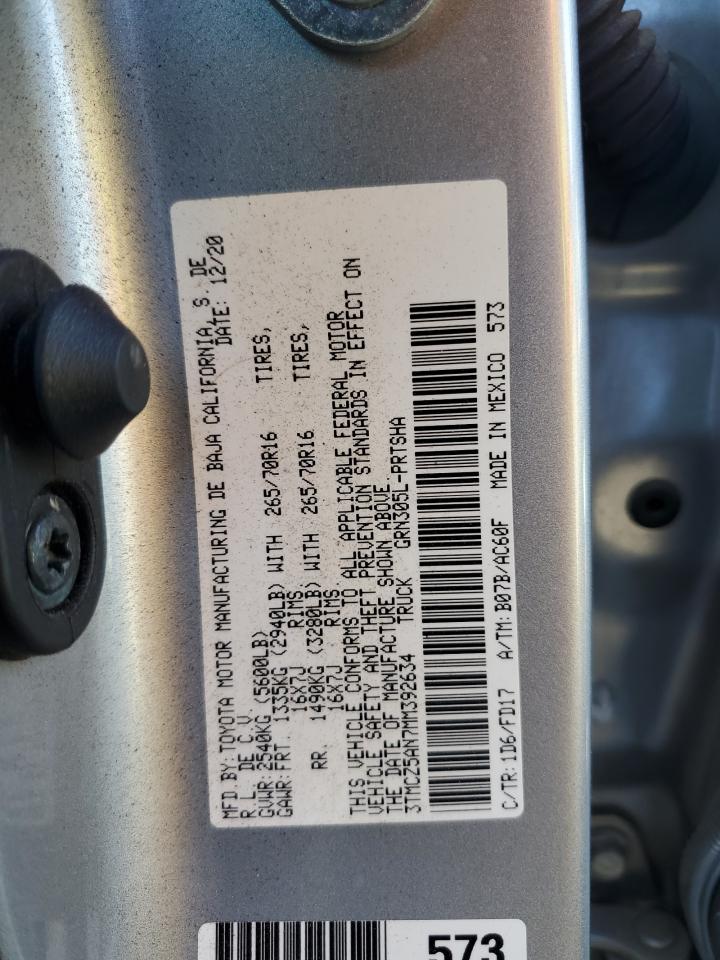 MFD.BY:TOYOTA MOTOR MANUFACTURING DE BAJA CALIFORNIA, S. DE
R.L. DE C.V. DATE: 12/20
GVWR:2540KG (5600LB)
GAWR:FRT. 1335KG (2940LB) WITH 265/70R16 TIRES,
16X7J RIMS
RR. 1490KG (3280LB) WITH 265/70R16 TIRES,
16X7J RIMS
THIS VEHICLE CONFORMS TO ALL APPLICABLE FEDERAL MOTOR
VEHICLE SAFETY AND THEFT PREVENTION STANDARDS IN EFFECT ON
THE DATE OF MANUFACTURE SHOWN ABOVE.
3TMCZ5AN7MM392634 TRUCK GRN305L-PRTSHA
C/TR:1D6/FD17 A/TM:B07B/AC60F MADE IN MEXICO 573
573